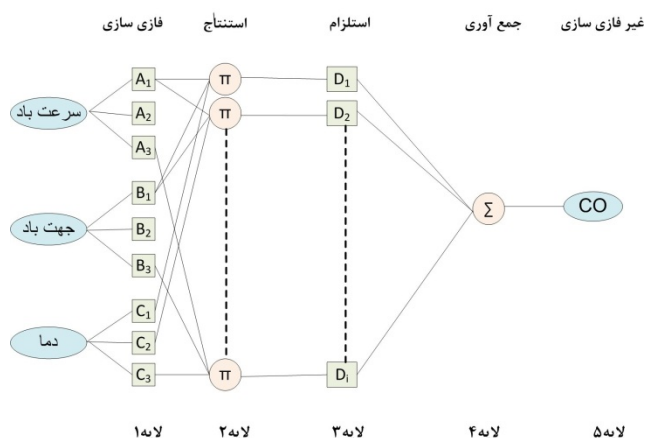 فازی سازی استنتاج استلزام جمع آوری غیر فازی سازی
A₁ π D₁
سرعت باد A₂ π D₂
A₃
B₁
جهت باد B₂ Σ CO
B₃
C₁
دما C₂
C₃ π Dᵢ
لایه۱ لایه۲ لایه۳ لایه۴ لایه۵